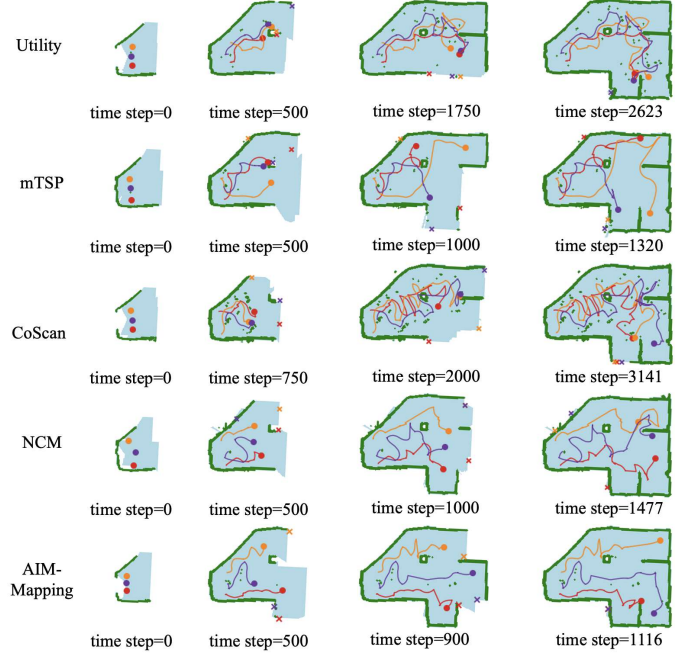 Utility
time step=0 time step=500 time step=1750 time step=2623
mTSP
time step=0 time step=500 time step=1000 time step=1320
CoScan
time step=0 time step=750 time step=2000 time step=3141
NCM
time step=0 time step=500 time step=1000 time step=1477
AIM-
Mapping
time step=0 time step=500 time step=900 time step=1116